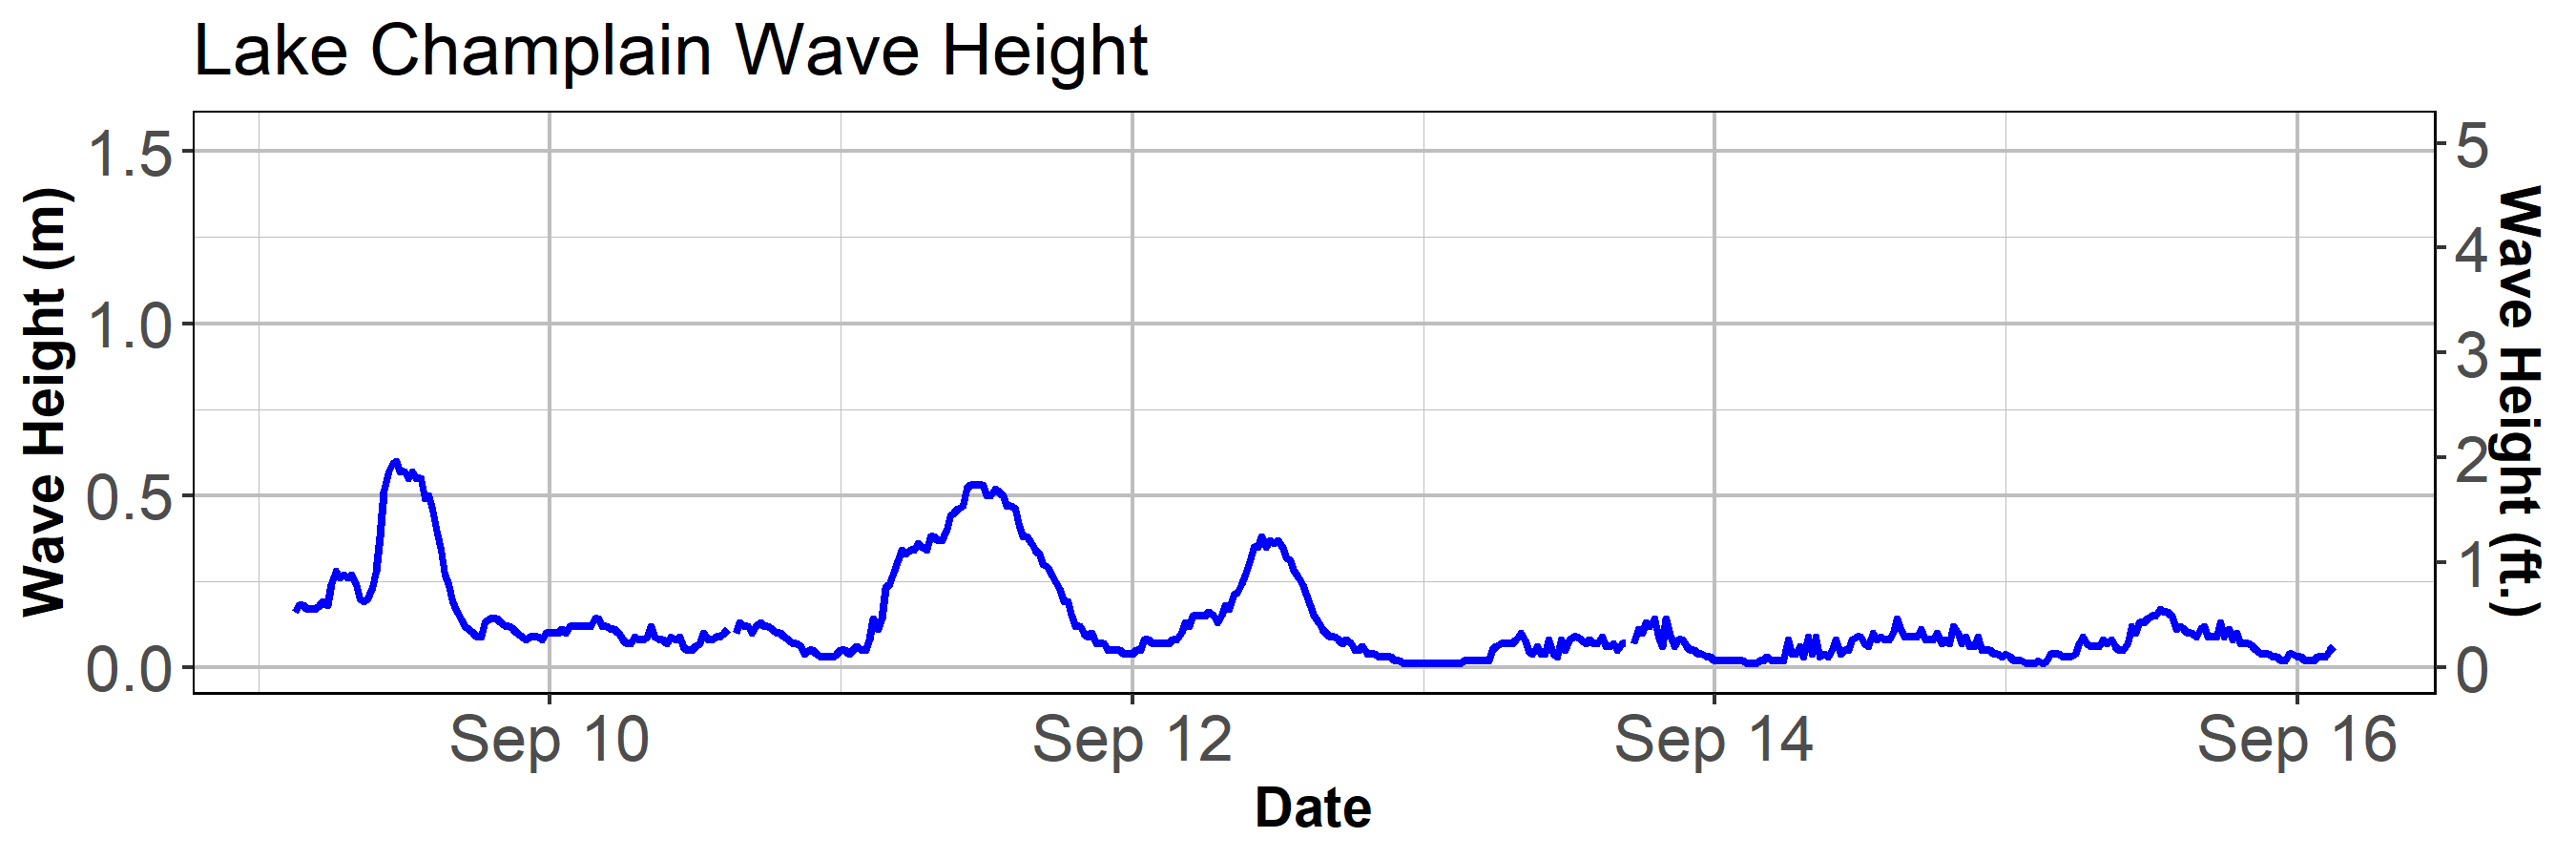 Lake Champlain Wave Height
Wave Height (m)
1.5
1.0
0.5
0.0
5
4
3
2
1
0
Wave Height (ft.)
Sep 10
Sep 12
Sep 14
Sep 16
Date